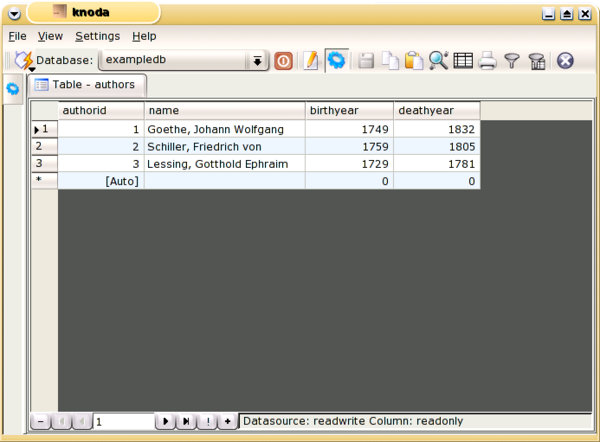 knoda
File View Settings Help
Database: exampledb
Table - authors
authorid name birthyear deathyear
1 1 Goethe, Johann Wolfgang 1749 1832
2 2 Schiller, Friedrich von 1759 1805
3 3 Lessing, Gotthold Ephraim 1729 1781
* [Auto] 0 0
1 ! Datasource: readwrite Column: readonly